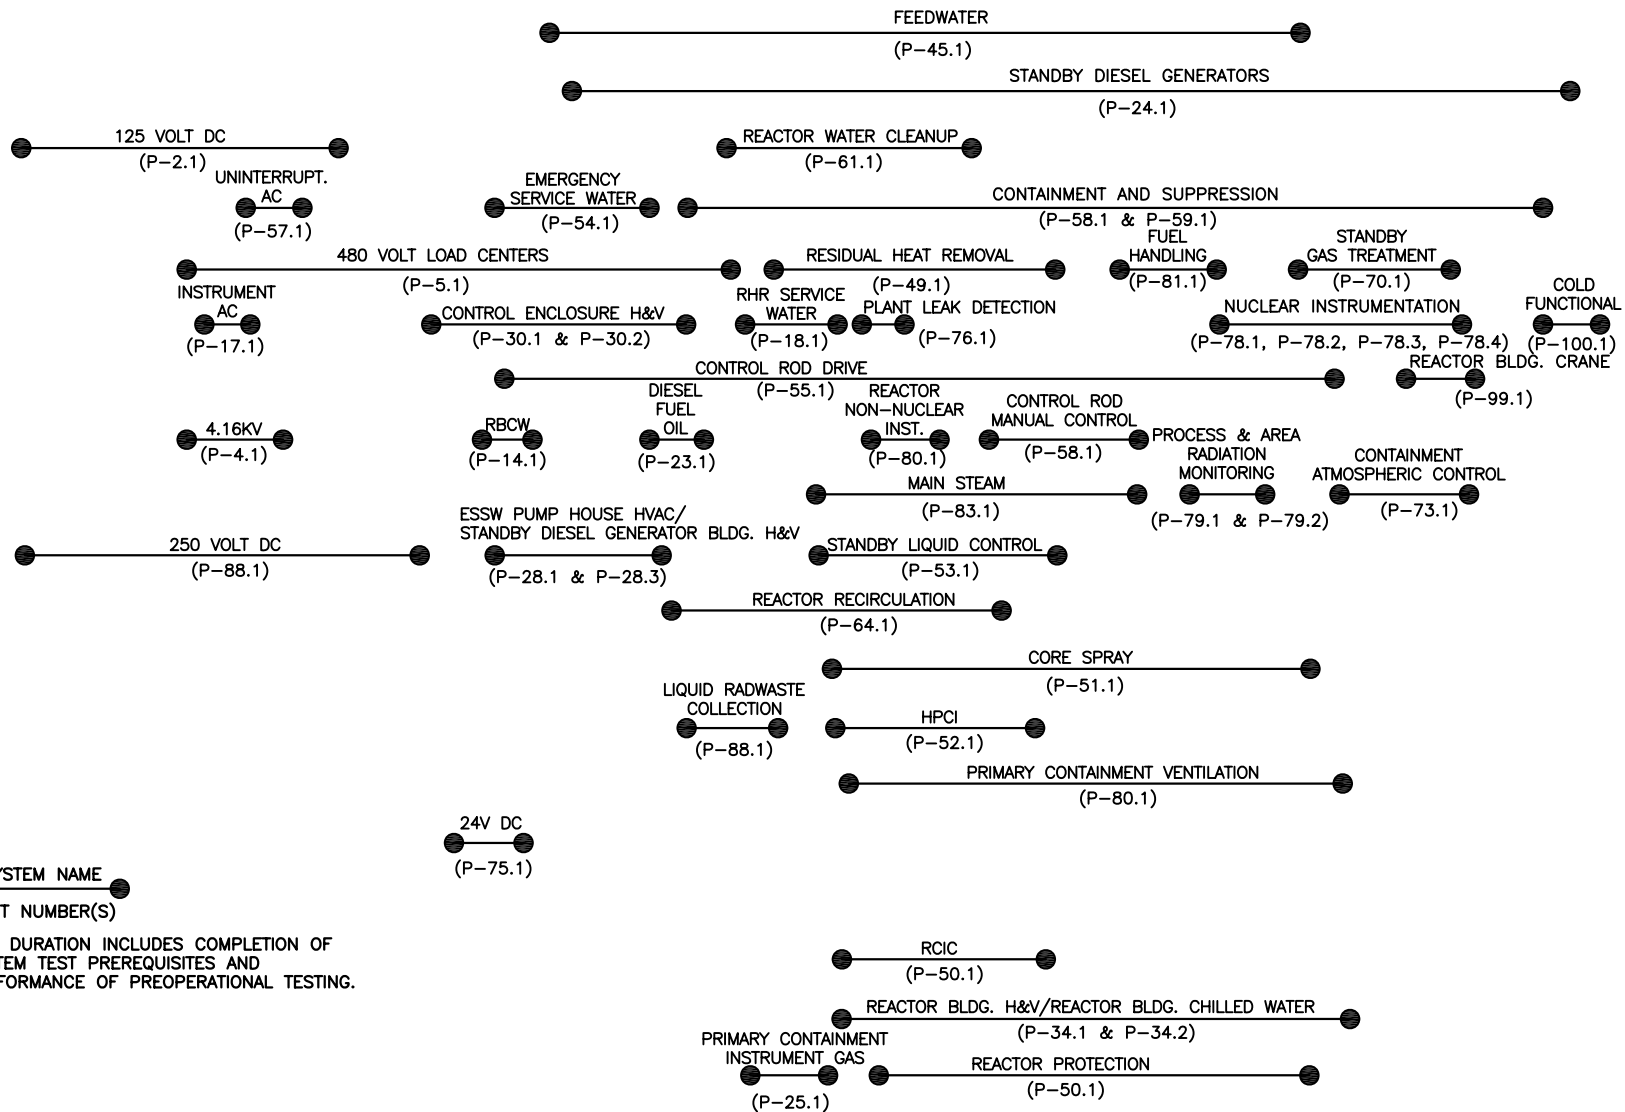 FEEDWATER
(P-45.1)
STANDBY DIESEL GENERATORS
(P-24.1)
125 VOLT DC
(P-2.1)
REACTOR WATER CLEANUP
(P-61.1)
UNINTERRUPT.
AC
(P-57.1)
EMERGENCY
SERVICE WATER
(P-54.1)
CONTAINMENT AND SUPPRESSION
(P-58.1 & P-59.1)
480 VOLT LOAD CENTERS
(P-5.1)
RESIDUAL HEAT REMOVAL
(P-49.1)
FUEL
HANDLING
(P-81.1)
STANDBY
GAS TREATMENT
(P-70.1)
INSTRUMENT
AC
(P-17.1)
CONTROL ENCLOSURE H&V
(P-30.1 & P-30.2)
RHR SERVICE
WATER
(P-18.1)
PLANT LEAK DETECTION
(P-76.1)
NUCLEAR INSTRUMENTATION
(P-78.1, P-78.2, P-78.3, P-78.4)
COLD
FUNCTIONAL
(P-100.1)
CONTROL ROD DRIVE
(P-55.1)
REACTOR BLDG. CRANE
(P-99.1)
4.16KV
(P-4.1)
RBCW
(P-14.1)
DIESEL
FUEL
OIL
(P-23.1)
REACTOR
NON-NUCLEAR
INST.
(P-80.1)
CONTROL ROD
MANUAL CONTROL
(P-58.1)
PROCESS & AREA
RADIATION
MONITORING
(P-79.1 & P-79.2)
CONTAINMENT
ATMOSPHERIC CONTROL
(P-73.1)
MAIN STEAM
(P-83.1)
250 VOLT DC
(P-88.1)
ESSW PUMP HOUSE HVAC/
STANDBY DIESEL GENERATOR BLDG. H&V
(P-28.1 & P-28.3)
STANDBY LIQUID CONTROL
(P-53.1)
REACTOR RECIRCULATION
(P-64.1)
CORE SPRAY
(P-51.1)
LIQUID RADWASTE
COLLECTION
(P-88.1)
HPCI
(P-52.1)
PRIMARY CONTAINMENT VENTILATION
(P-80.1)
24V DC
(P-75.1)
YSTEM NAME
T NUMBER(S)
DURATION INCLUDES COMPLETION OF
TEM TEST PREREQUISITES AND
FORMANCE OF PREOPERATIONAL TESTING.
RCIC
(P-50.1)
REACTOR BLDG. H&V/REACTOR BLDG. CHILLED WATER
(P-34.1 & P-34.2)
PRIMARY CONTAINMENT
INSTRUMENT GAS
(P-25.1)
REACTOR PROTECTION
(P-50.1)